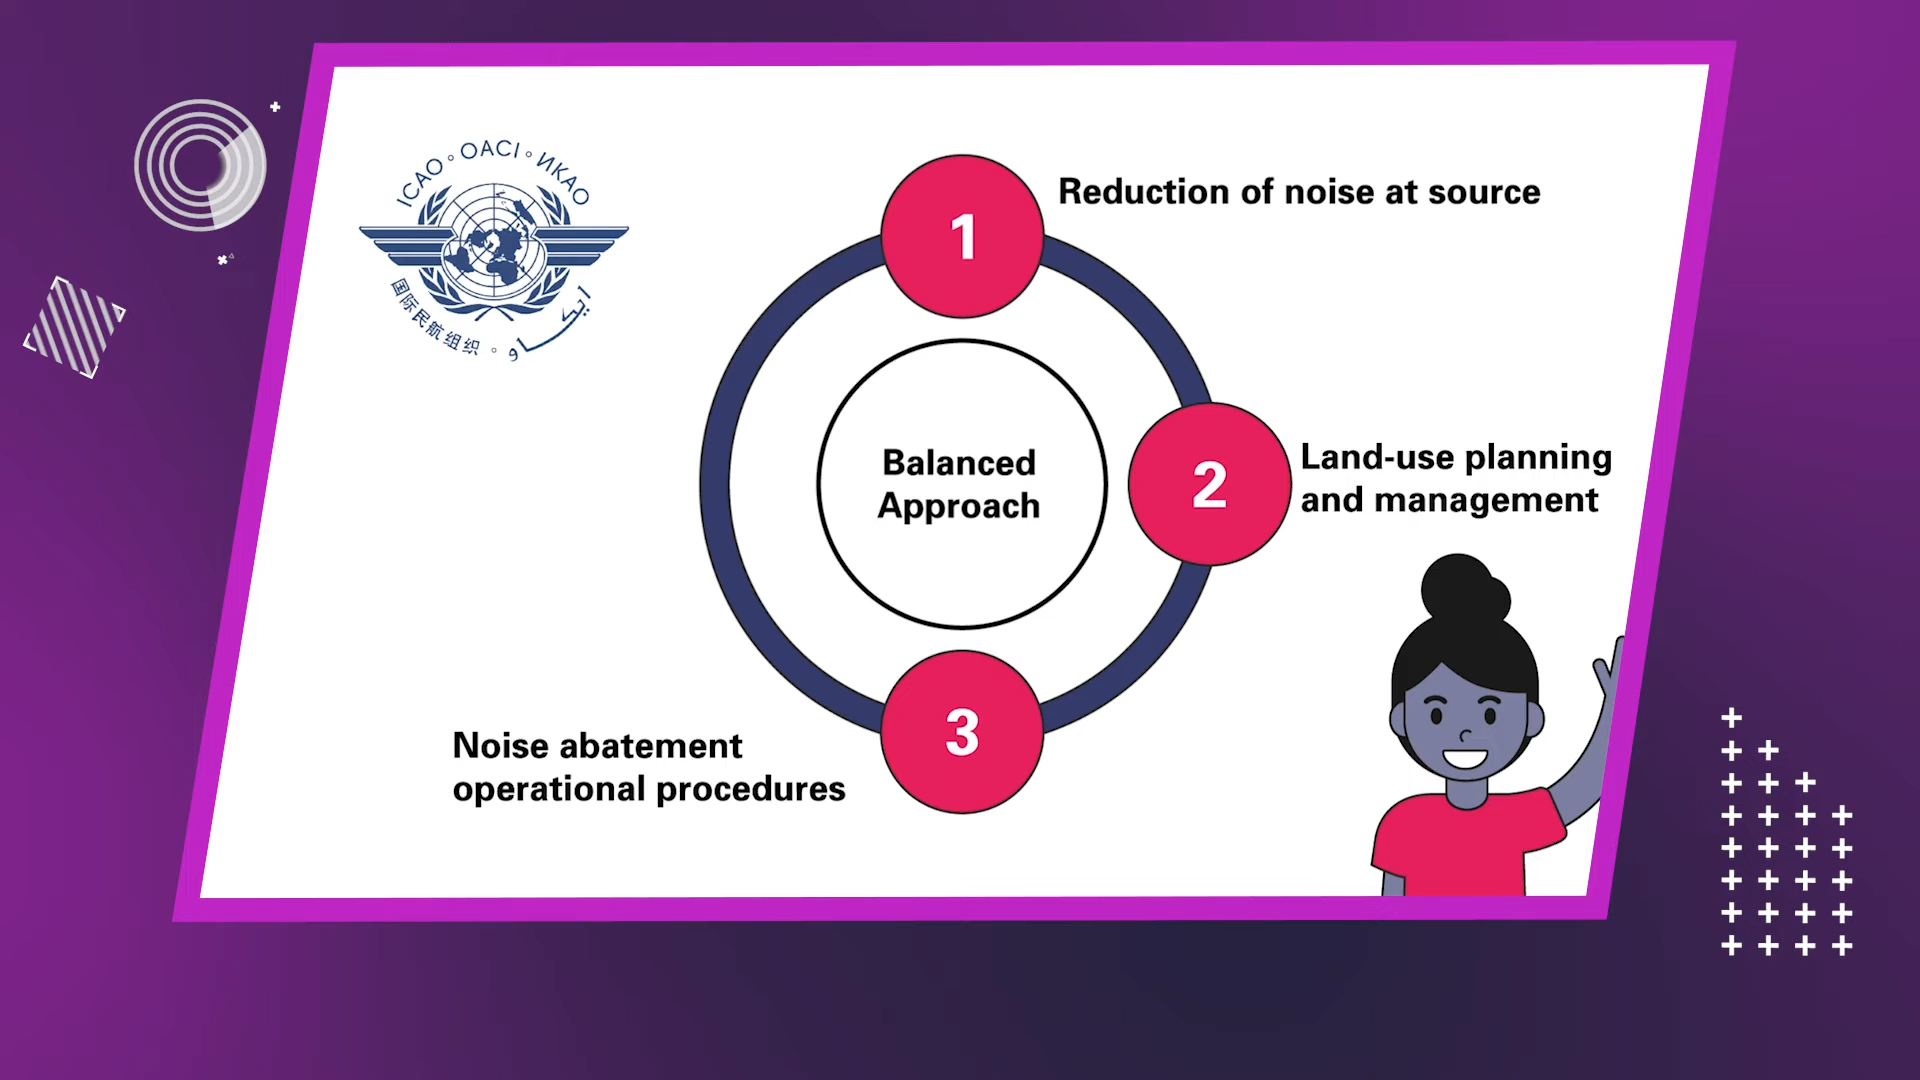 ICAO ◦ OACI ◦ ИКАО
国际民航组织 ◦ ايكاو
1
Reduction of noise at source
Balanced
Approach
2
Land-use planning
and management
3
Noise abatement
operational procedures